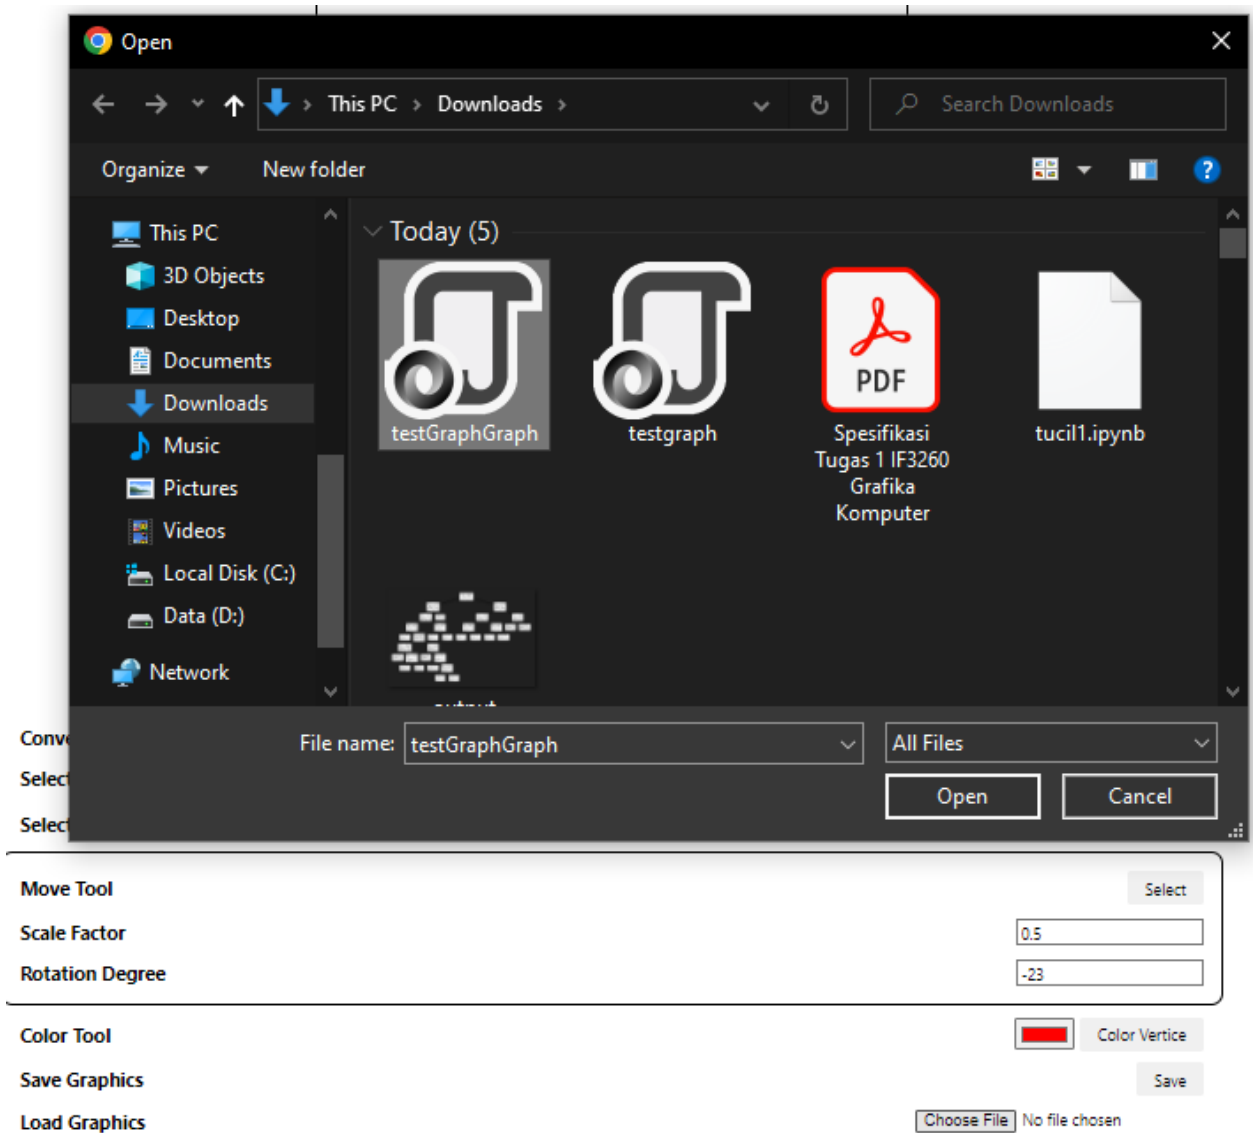 Open
This PC > Downloads >
Search Downloads
Organize
New folder
This PC
3D Objects
Desktop
Documents
Downloads
Music
Pictures
Videos
Local Disk (C:)
Data (D:)
Network
Today (5)
testGraphGraph
testgraph
PDF
Spesifikasi
Tugas 1 IF3260
Grafika
Komputer
tucil1.ipynb
File name: testGraphGraph
All Files
Open
Cancel
Select
Move Tool
Select
Scale Factor
0.5
Rotation Degree
-23
Color Tool
Color Vertice
Save Graphics
Save
Load Graphics
Choose File No file chosen